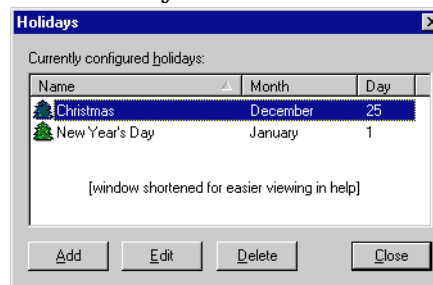 Holidays
Currently configured holidays:
Name Month Day
Christmas December 25
New Year's Day January 1
[window shortened for easier viewing in help]
Add Edit Delete Close